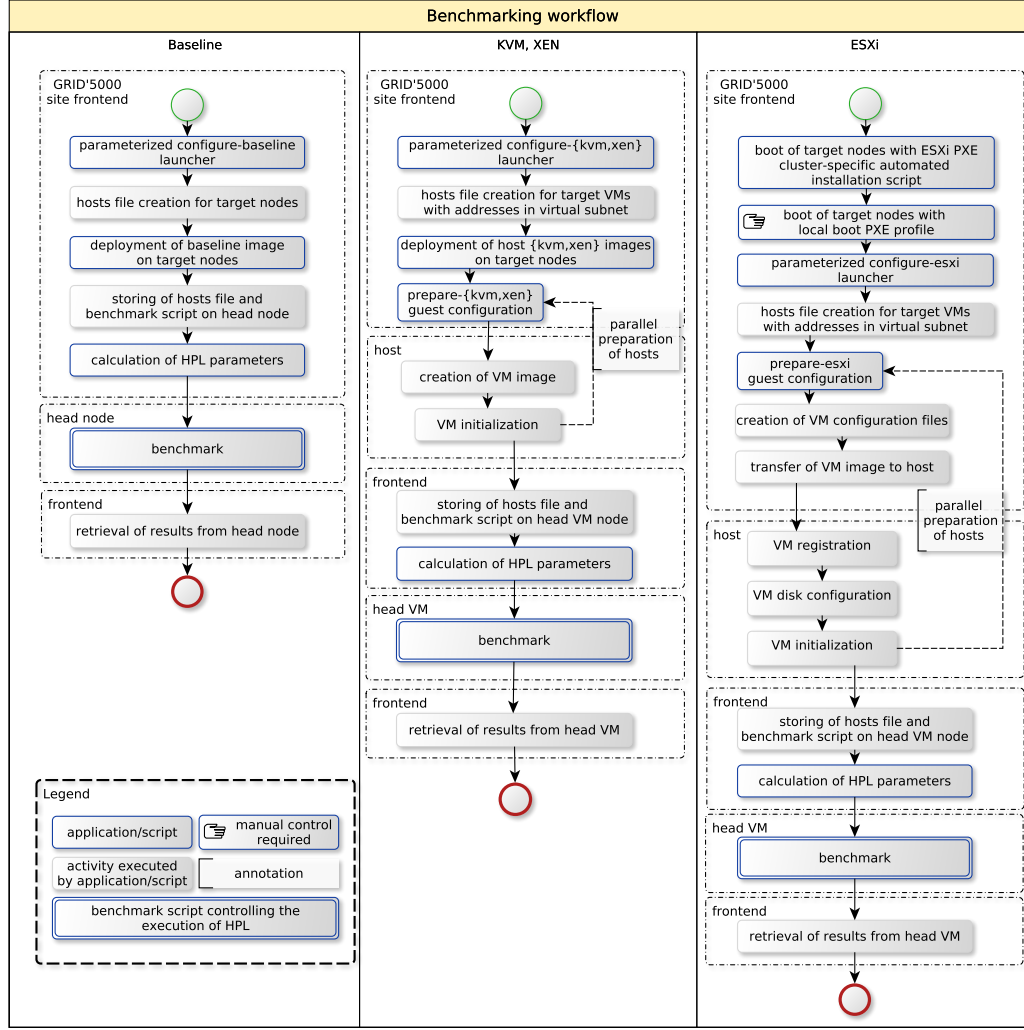 Benchmarking workflow
Baseline
GRID'5000
site frontend
parameterized configure-baseline
launcher
hosts file creation for target nodes
deployment of baseline image
on target nodes
storing of hosts file and
benchmark script on head node
calculation of HPL parameters
head node
benchmark
frontend
retrieval of results from head node
KVM, XEN
GRID'5000
site frontend
parameterized configure-{kvm,xen}
launcher
hosts file creation for target VMs
with addresses in virtual subnet
deployment of host {kvm,xen} images
on target nodes
prepare-{kvm,xen}
guest configuration
parallel
preparation
of hosts
host
creation of VM image
VM initialization
frontend
storing of hosts file and
benchmark script on head VM node
calculation of HPL parameters
head VM
benchmark
frontend
retrieval of results from head VM
ESXi
GRID'5000
site frontend
boot of target nodes with ESXi PXE
cluster-specific automated
installation script
boot of target nodes with
local boot PXE profile
parameterized configure-esxi
launcher
hosts file creation for target VMs
with addresses in virtual subnet
prepare-esxi
guest configuration
creation of VM configuration files
transfer of VM image to host
parallel
preparation
of hosts
host
VM registration
VM disk configuration
VM initialization
frontend
storing of hosts file and
benchmark script on head VM node
calculation of HPL parameters
head VM
benchmark
frontend
retrieval of results from head VM
Legend
application/script
manual control
required
activity executed
by application/script
annotation
benchmark script controlling the
execution of HPL